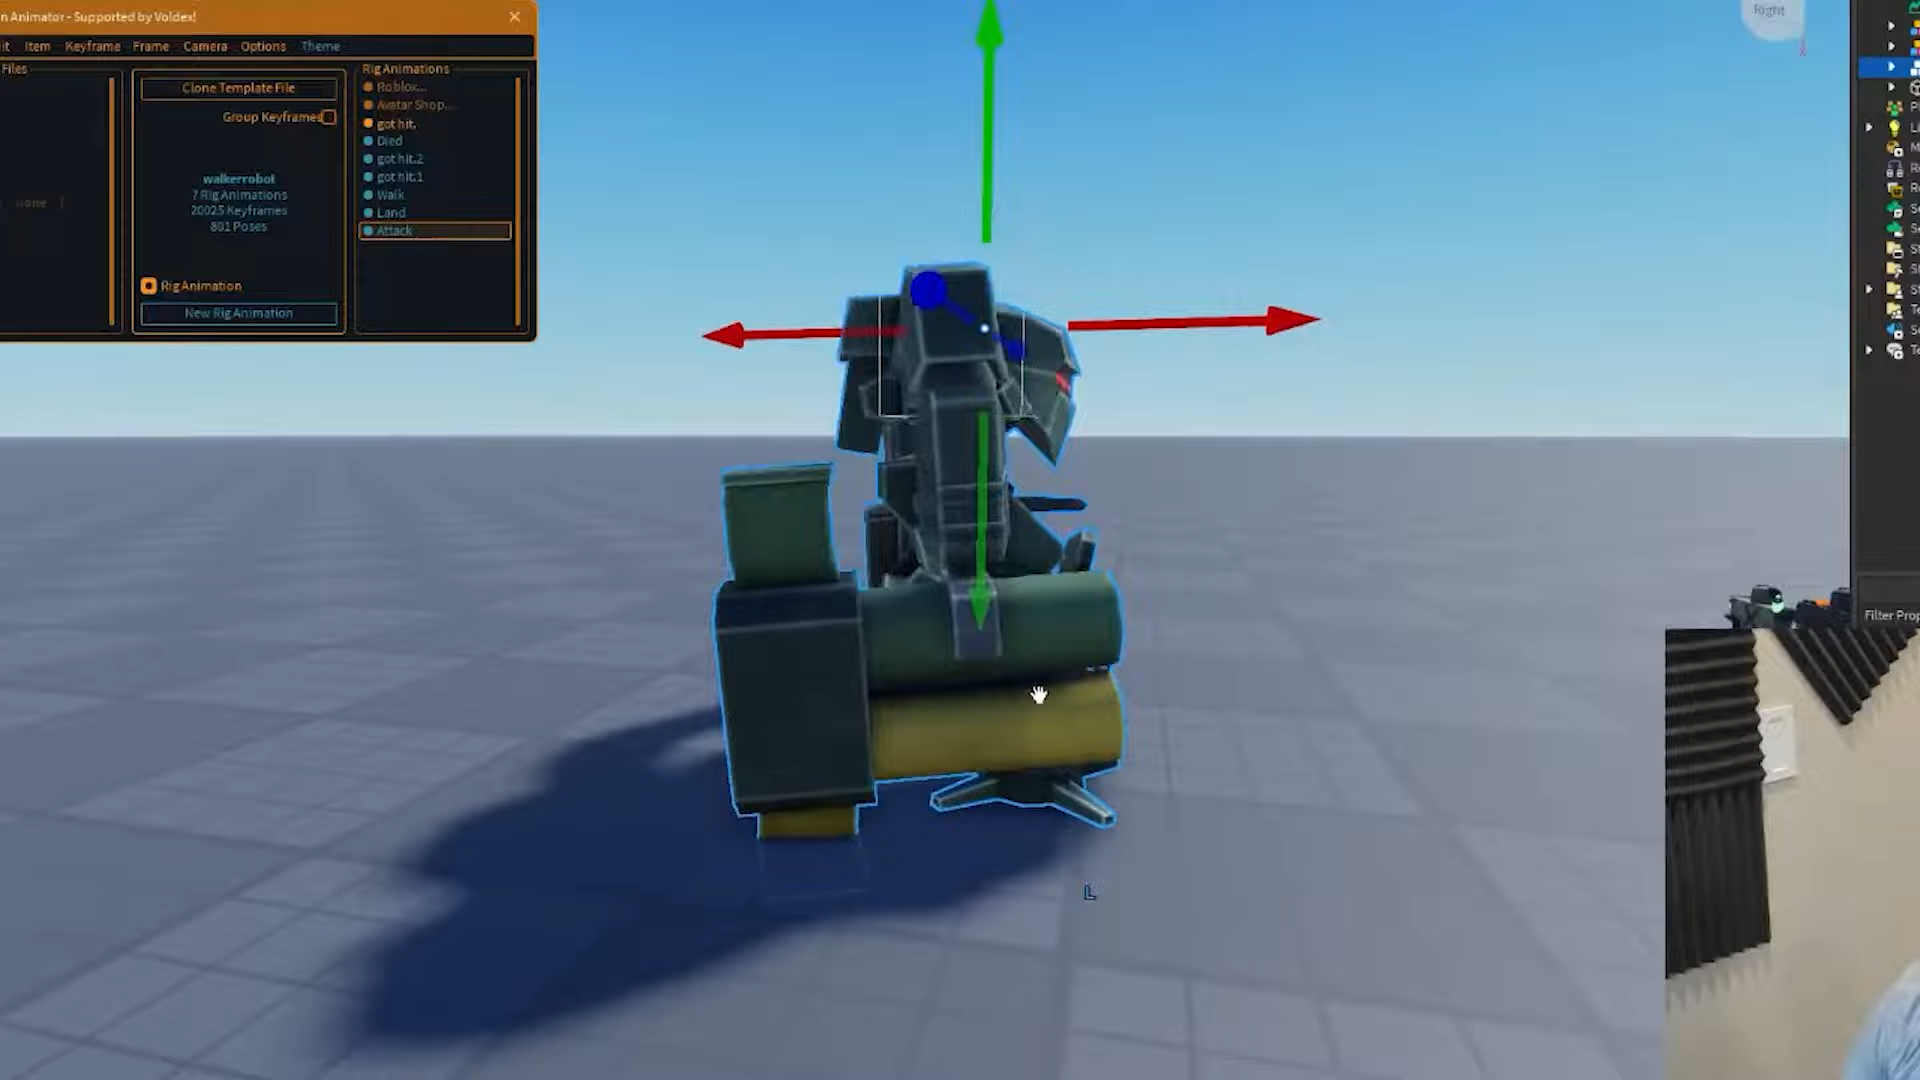 n Animator - Supported by Voldex!
it Item Keyframe Frame Camera Options Theme
Files
Clone Template File
Group Keyframes
walkerrobot
7 Rig Animations
20025 Keyframes
801 Poses
none
Rig Animation
New Rig Animation
Rig Animations
Roblox...
Avatar Shop...
got hit.
Died
got hit.2
got hit.1
Walk
Land
Attack
Right
L
Filter Prop